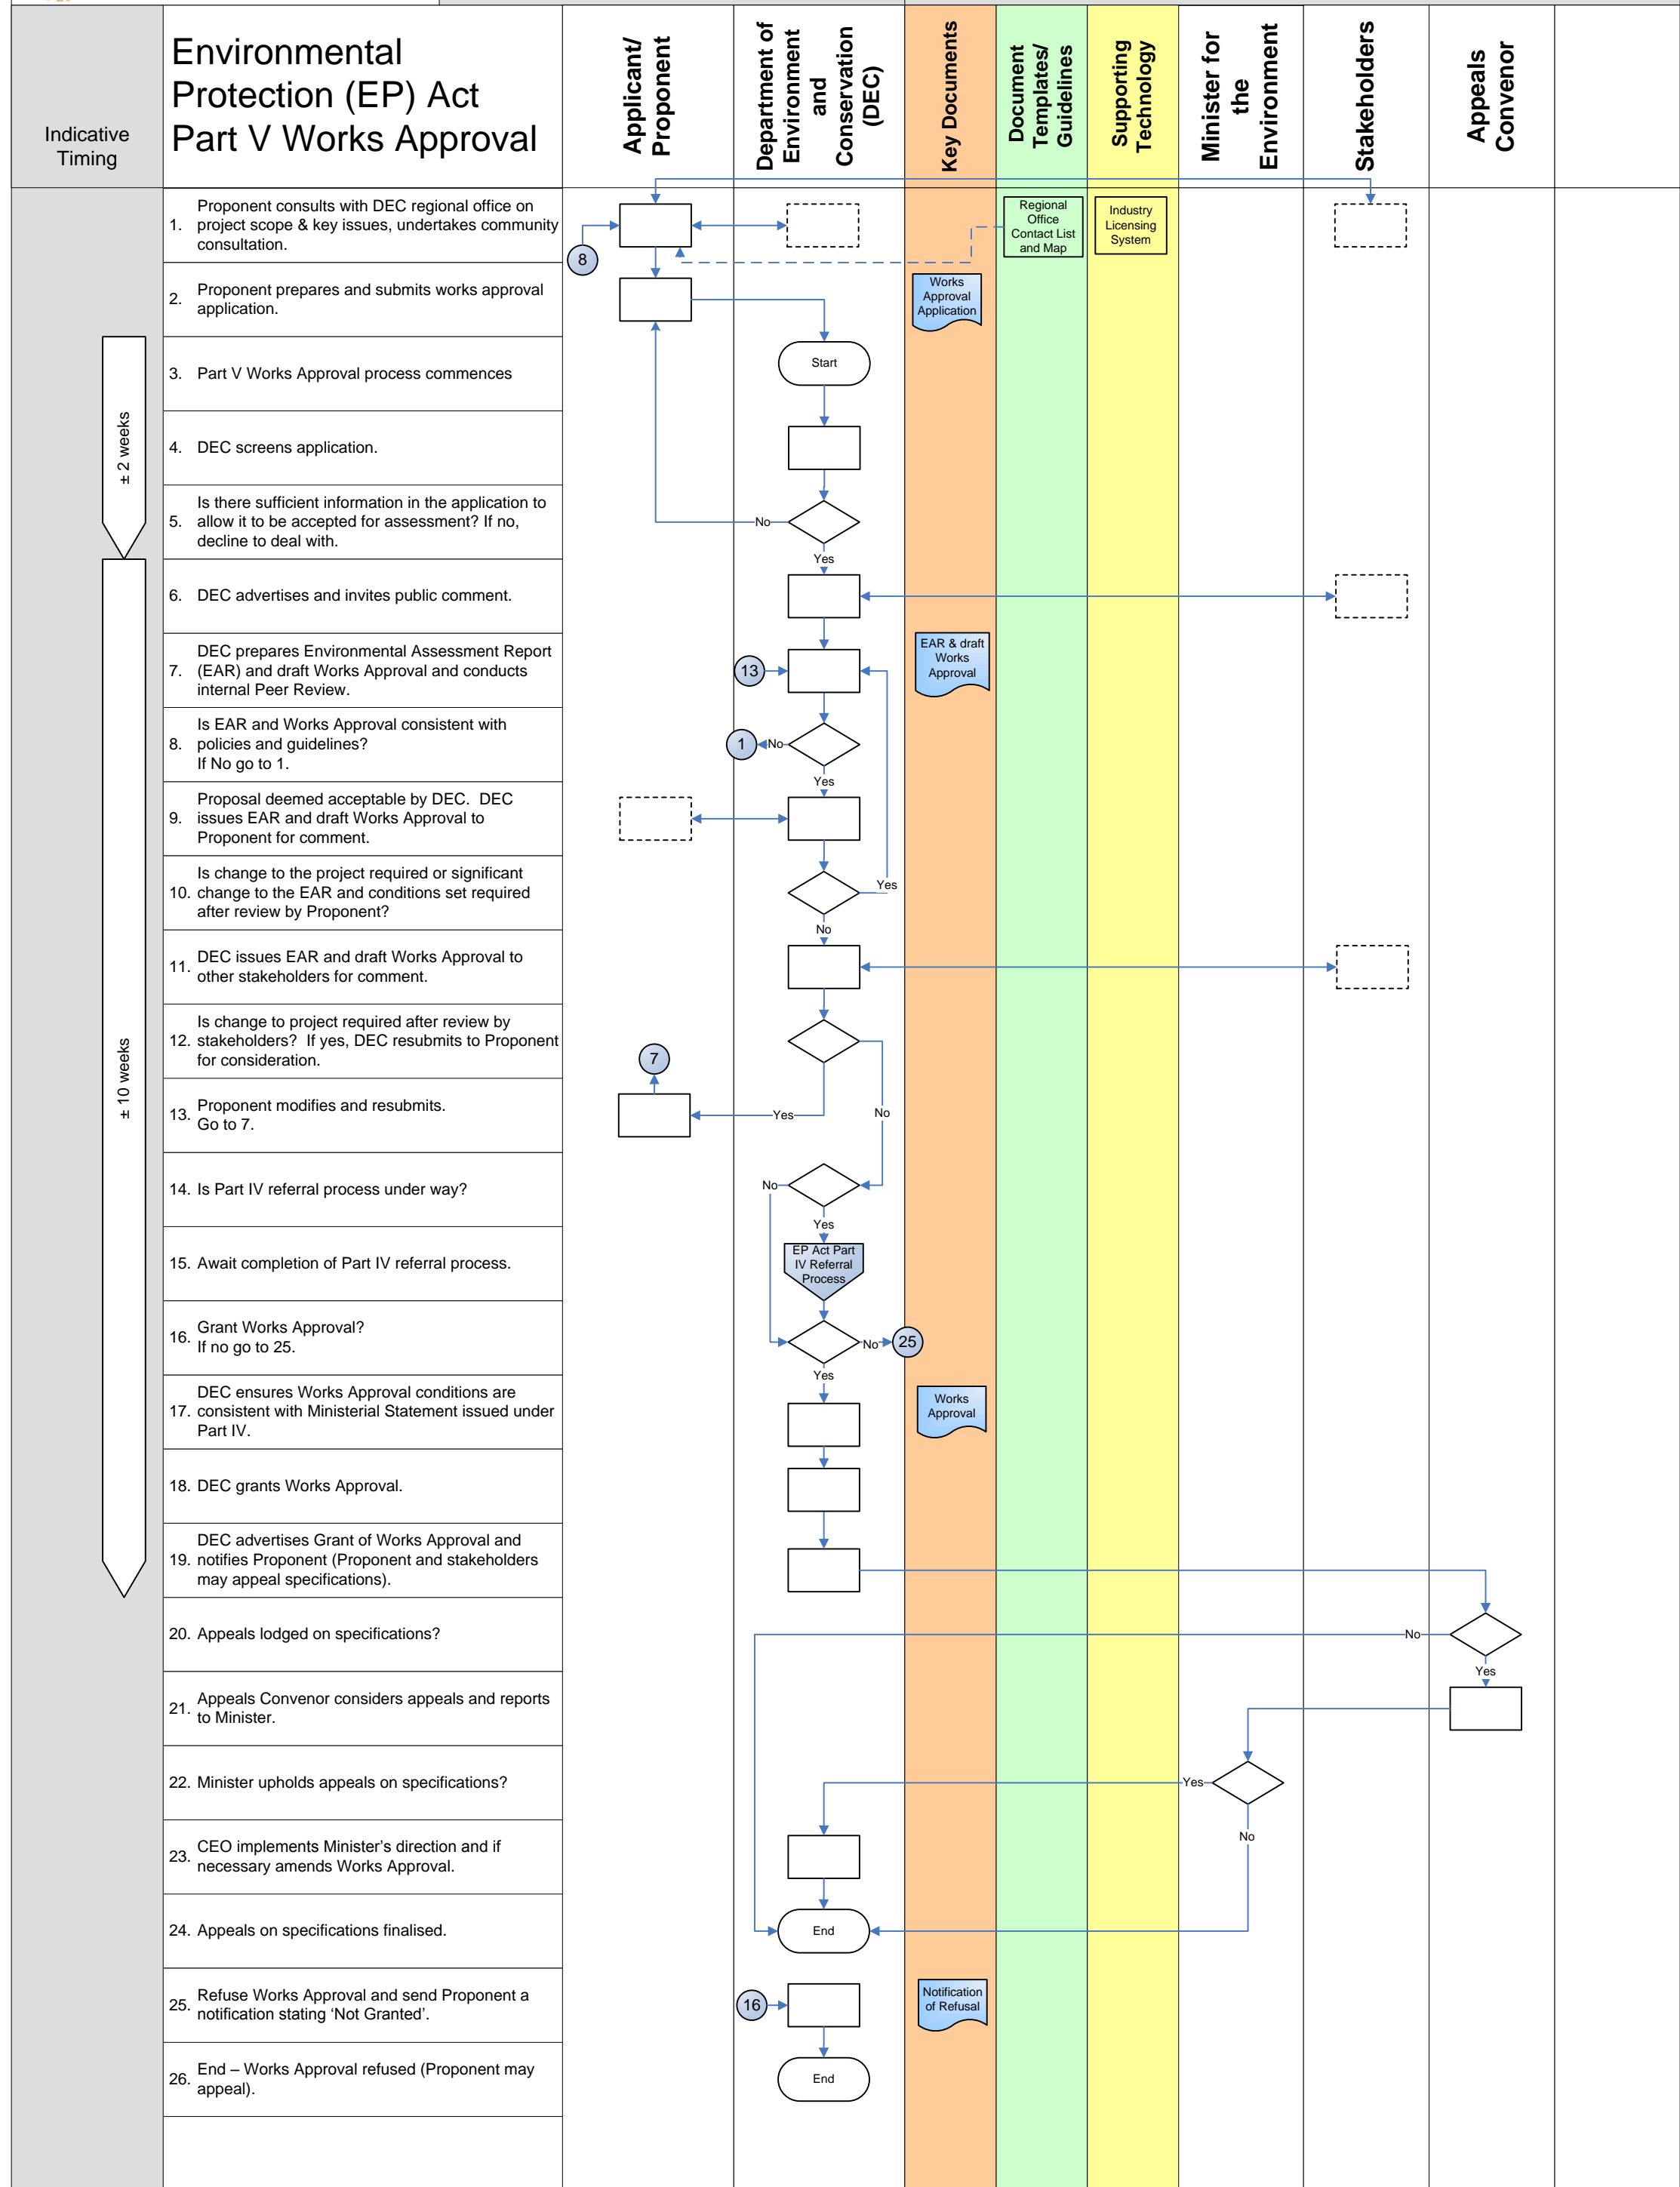 Indicative
Timing
Environmental
Protection (EP) Act
Part V Works Approval
Applicant/
Proponent
Department of
Environment
and
Conservation
(DEC)
Key Documents
Document
Templates/
Guidelines
Supporting
Technology
Minister for
the
Environment
Stakeholders
Appeals
Convenor
1. Proponent consults with DEC regional office on
project scope & key issues, undertakes community
consultation.
8
Regional
Office
Contact List
and Map
Industry
Licensing
System
2. Proponent prepares and submits works approval
application.
Works
Approval
Application
± 2 weeks
3. Part V Works Approval process commences
Start
4. DEC screens application.
5. Is there sufficient information in the application to
allow it to be accepted for assessment? If no,
decline to deal with.
No
Yes
± 10 weeks
6. DEC advertises and invites public comment.
7. DEC prepares Environmental Assessment Report
(EAR) and draft Works Approval and conducts
internal Peer Review.
13
EAR & draft
Works
Approval
8. Is EAR and Works Approval consistent with
policies and guidelines?
If No go to 1.
1
No
Yes
9. Proposal deemed acceptable by DEC. DEC
issues EAR and draft Works Approval to
Proponent for comment.
10. Is change to the project required or significant
change to the EAR and conditions set required
after review by Proponent?
Yes
No
11. DEC issues EAR and draft Works Approval to
other stakeholders for comment.
12. Is change to project required after review by
stakeholders? If yes, DEC resubmits to Proponent
for consideration.
7
13. Proponent modifies and resubmits.
Go to 7.
Yes
No
14. Is Part IV referral process under way?
No
Yes
15. Await completion of Part IV referral process.
EP Act Part
IV Referral
Process
16. Grant Works Approval?
If no go to 25.
No
25
Yes
17. DEC ensures Works Approval conditions are
consistent with Ministerial Statement issued under
Part IV.
Works
Approval
18. DEC grants Works Approval.
19. DEC advertises Grant of Works Approval and
notifies Proponent (Proponent and stakeholders
may appeal specifications).
20. Appeals lodged on specifications?
No
Yes
21. Appeals Convenor considers appeals and reports
to Minister.
22. Minister upholds appeals on specifications?
Yes
No
23. CEO implements Minister’s direction and if
necessary amends Works Approval.
24. Appeals on specifications finalised.
End
25. Refuse Works Approval and send Proponent a
notification stating ‘Not Granted’.
16
Notification
of Refusal
26. End – Works Approval refused (Proponent may
appeal).
End